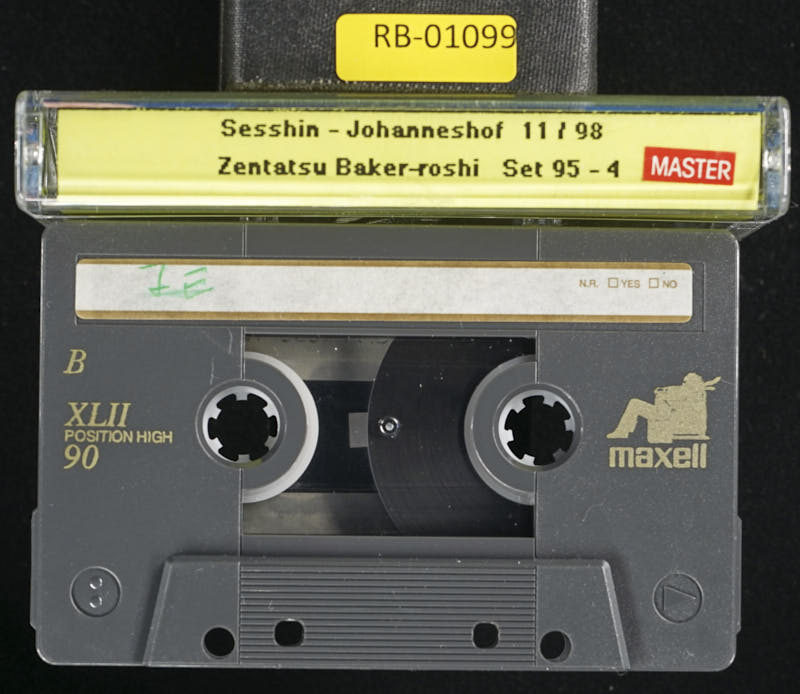 RB-01099
Sesshin - Johanneshof 11 / 98
Zentatsu Baker-roshi Set 95 - 4 MASTER
N.R. YES NO
B
XLII
POSITION HIGH
90
maxell